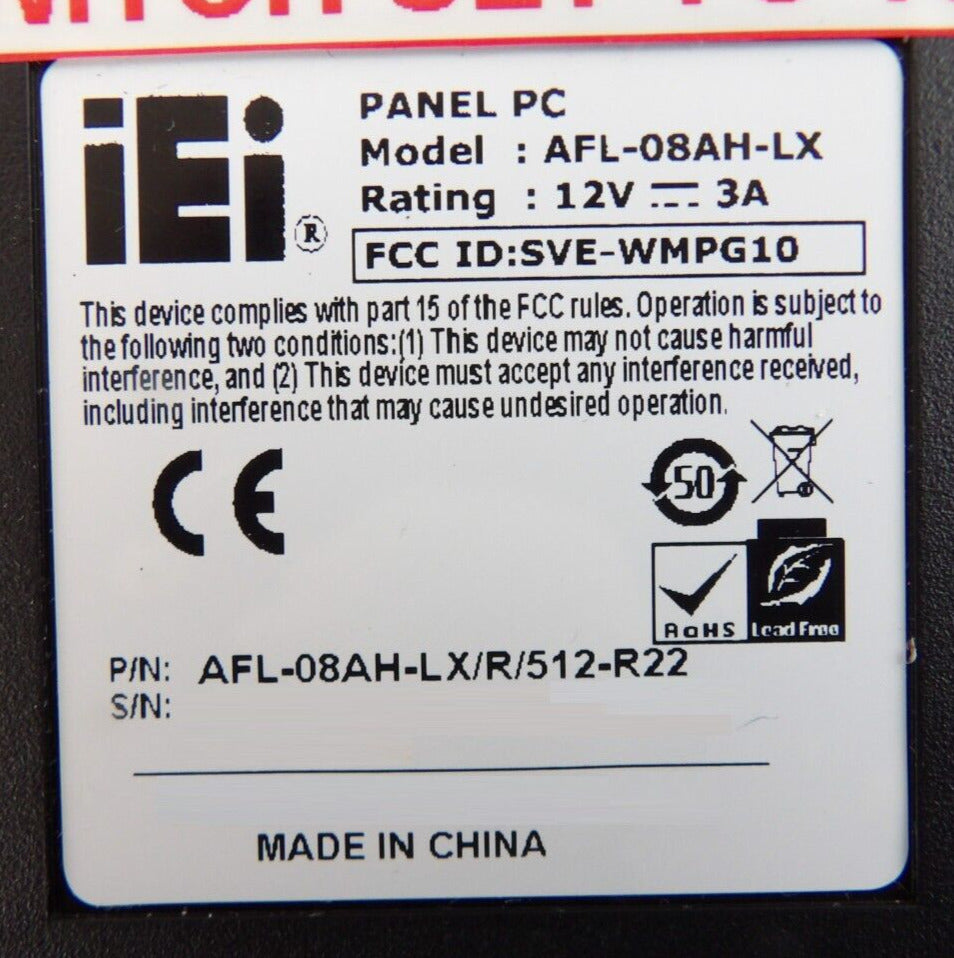 iEi ®
PANEL PC
Model : AFL-08AH-LX
Rating : 12V ⎓ 3A
FCC ID:SVE-WMPG10
This device complies with part 15 of the FCC rules. Operation is subject to
the following two conditions:(1) This device may not cause harmful
interference, and (2) This device must accept any interference received,
including interference that may cause undesired operation.
CE
50
RoHS Lead Free
P/N: AFL-08AH-LX/R/512-R22
S/N:
MADE IN CHINA